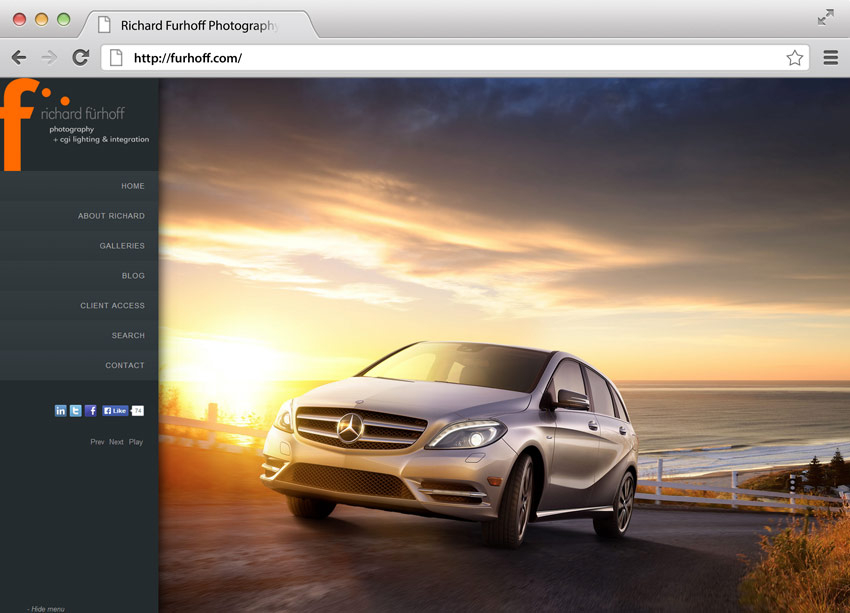 Richard Furhoff Photography
http://furhoff.com/
f
richard fürhoff
photography
+ cgi lighting & integration
HOME
ABOUT RICHARD
GALLERIES
BLOG
CLIENT ACCESS
SEARCH
CONTACT
in t f f Like 74
Prev Next Play
- Hide menu